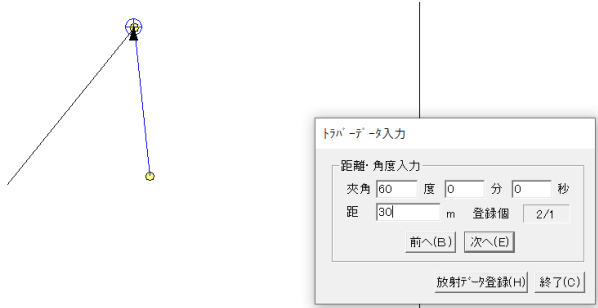 トラバーデータ入力
距離・角度入力
夾角 60 度 0 分 0 秒
距 30 m 登録個 2/1
前へ(B) 次へ(E)
放射データ登録(H) 終了(C)